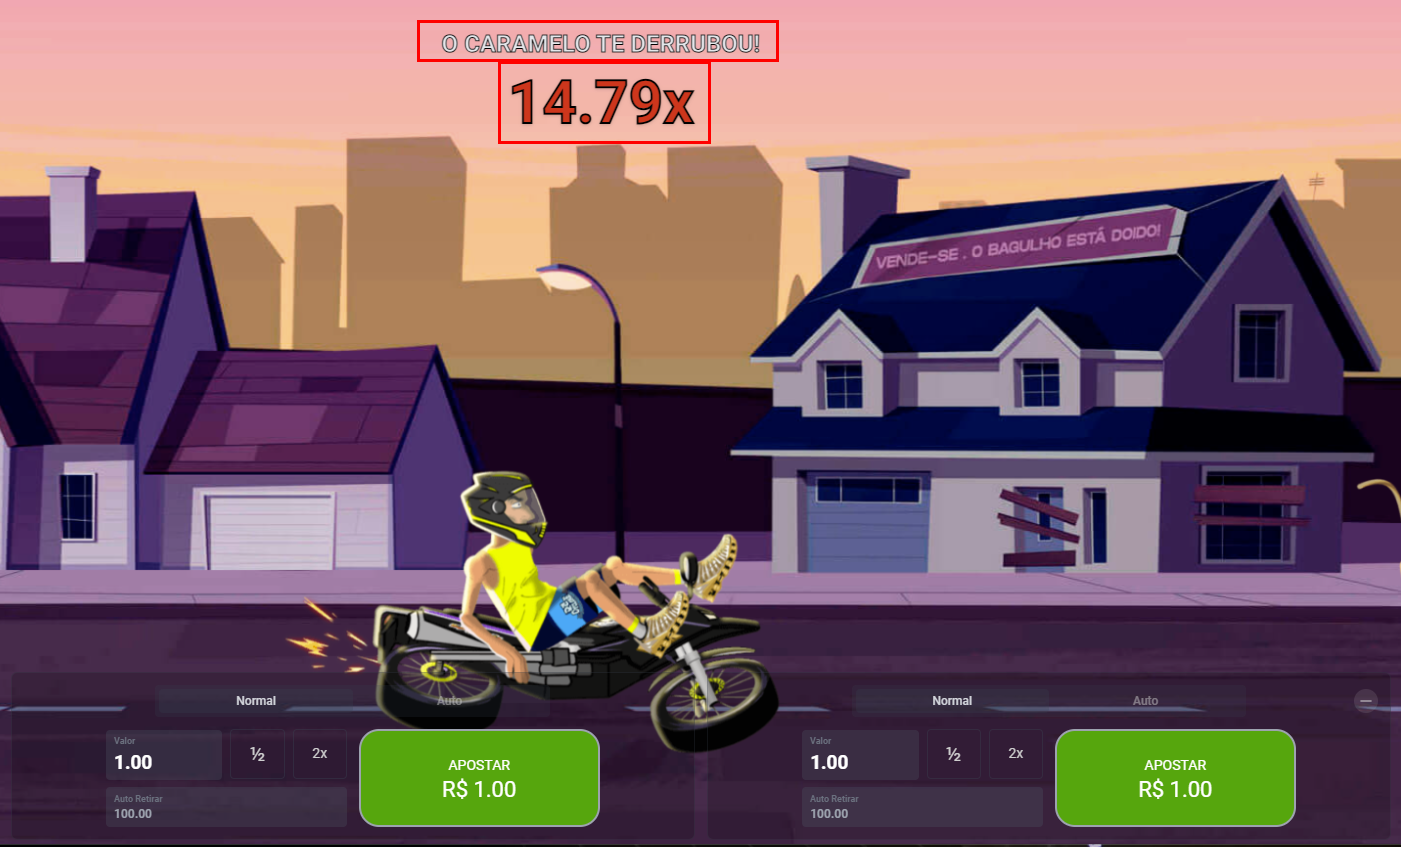 O CARAMELO TE DERRUBOU!
14.79x
VENDE-SE . O BAGULHO ESTÁ DOIDO!
Normal
Auto
Valor
1.00
½
2x
APOSTAR
R$ 1.00
Auto Retirar
100.00
Normal
Auto
Valor
1.00
½
2x
APOSTAR
R$ 1.00
Auto Retirar
100.00